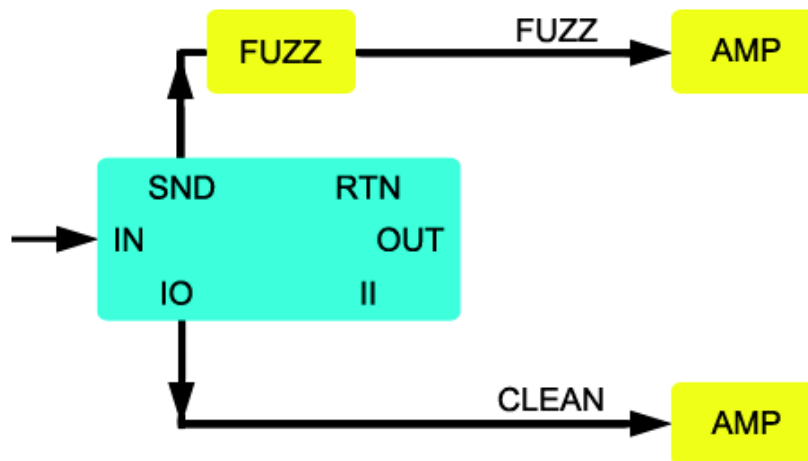 FUZZ
FUZZ
AMP
SND RTN
IN OUT
IO II
CLEAN
AMP